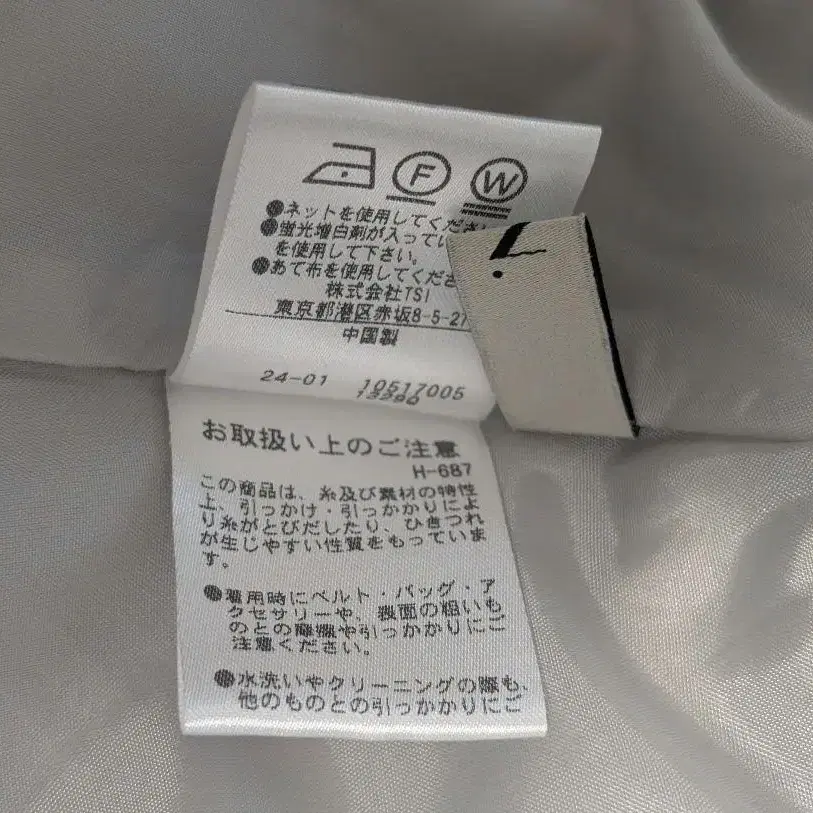 F W
●ネットを使用してくださ
●蛍光増白剤が入ってい
を使用して下さい。
●あて布を使用してくださ
株式会社TSI
東京都港区赤坂8-5-27
中国製
24-01 10517005
13290
お取扱い上のご注意
H-687
この商品は、糸及び素材の特性
上、引っかけ・引っかかりによ
り糸がとびだしたり、ひきつれ
が生じやすい性質をもっていま
す。
●着用時にベルト・バッグ・ア
クセサリーや、表面の粗いも
のとの摩擦や引っかかりにご
注意ください。
●水洗いやクリーニングの際も、
他のものとの引っかかりにご